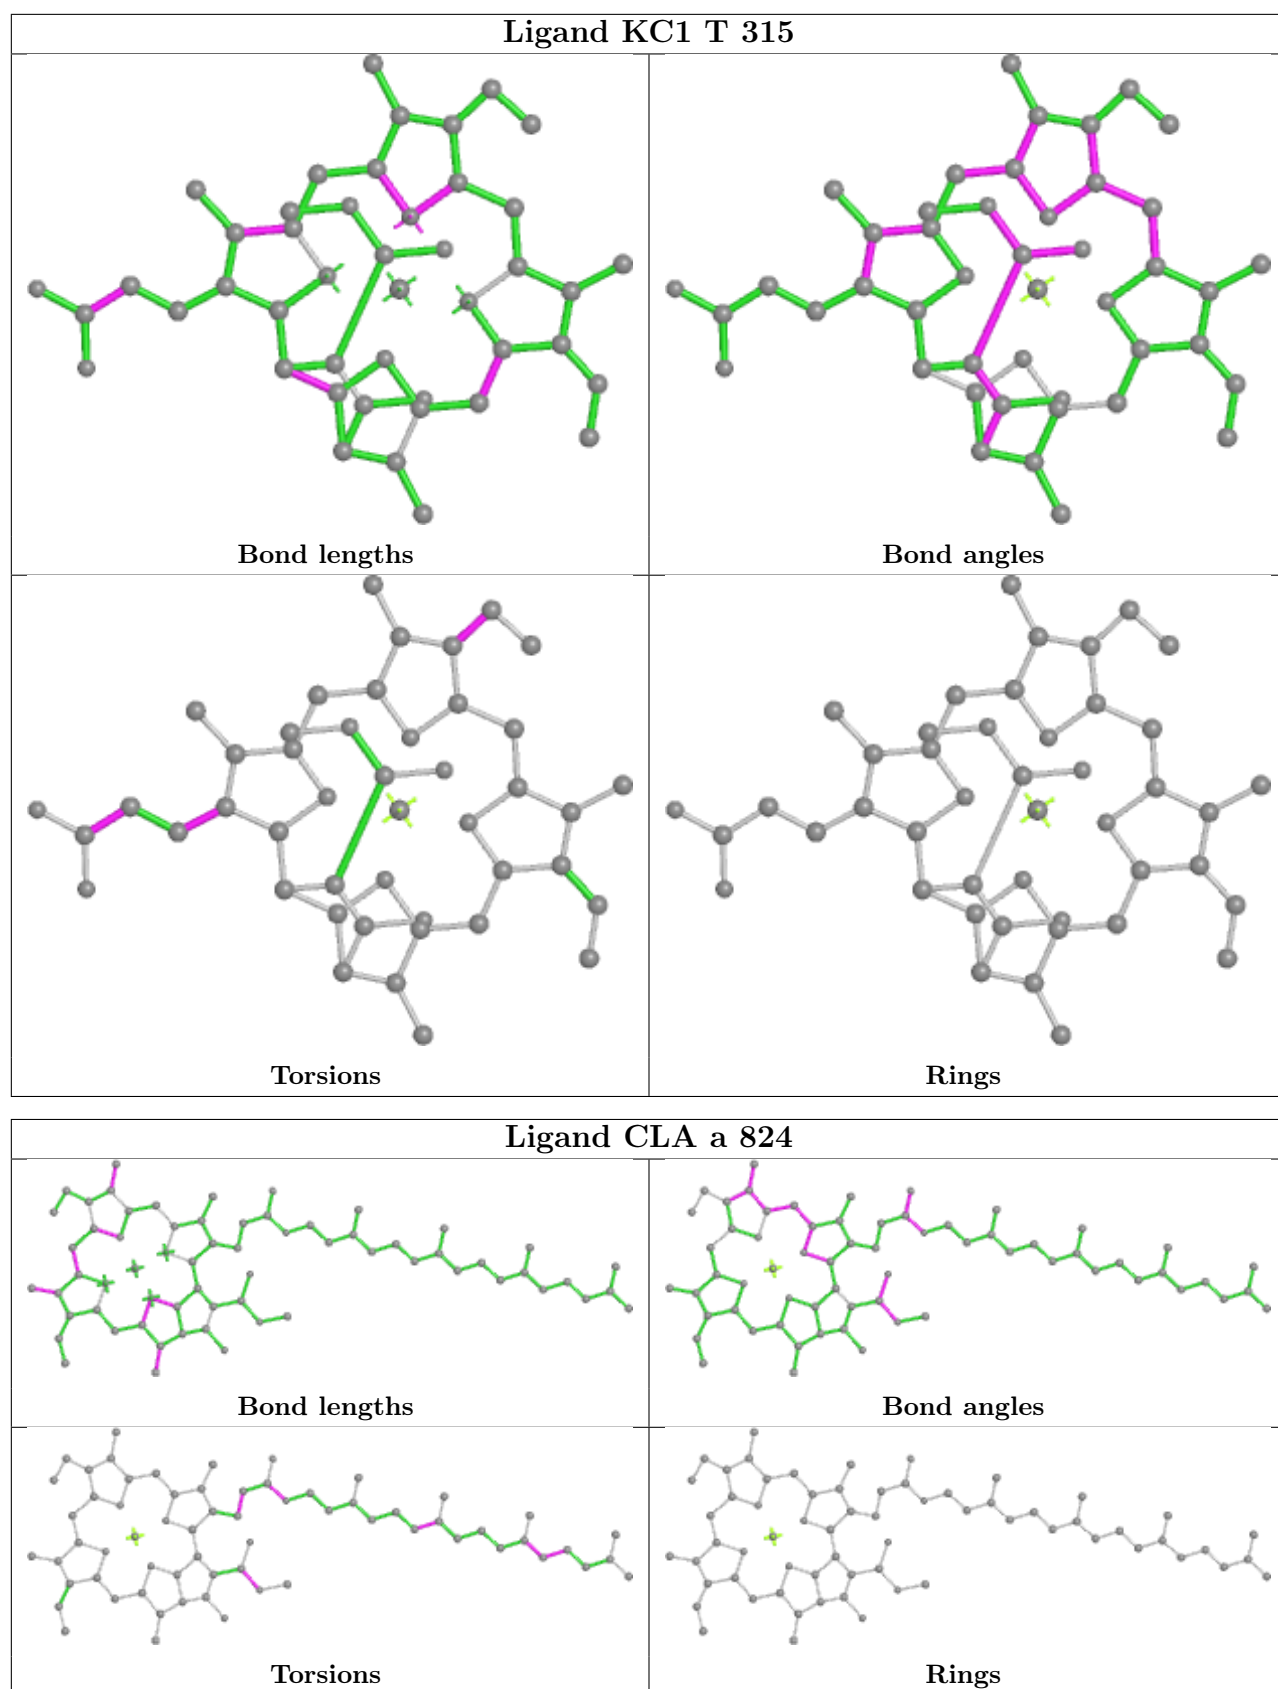 Ligand KC1 T 315
Bond lengths
Bond angles
Torsions
Rings
Ligand CLA a 824
Bond lengths
Bond angles
Torsions
Rings